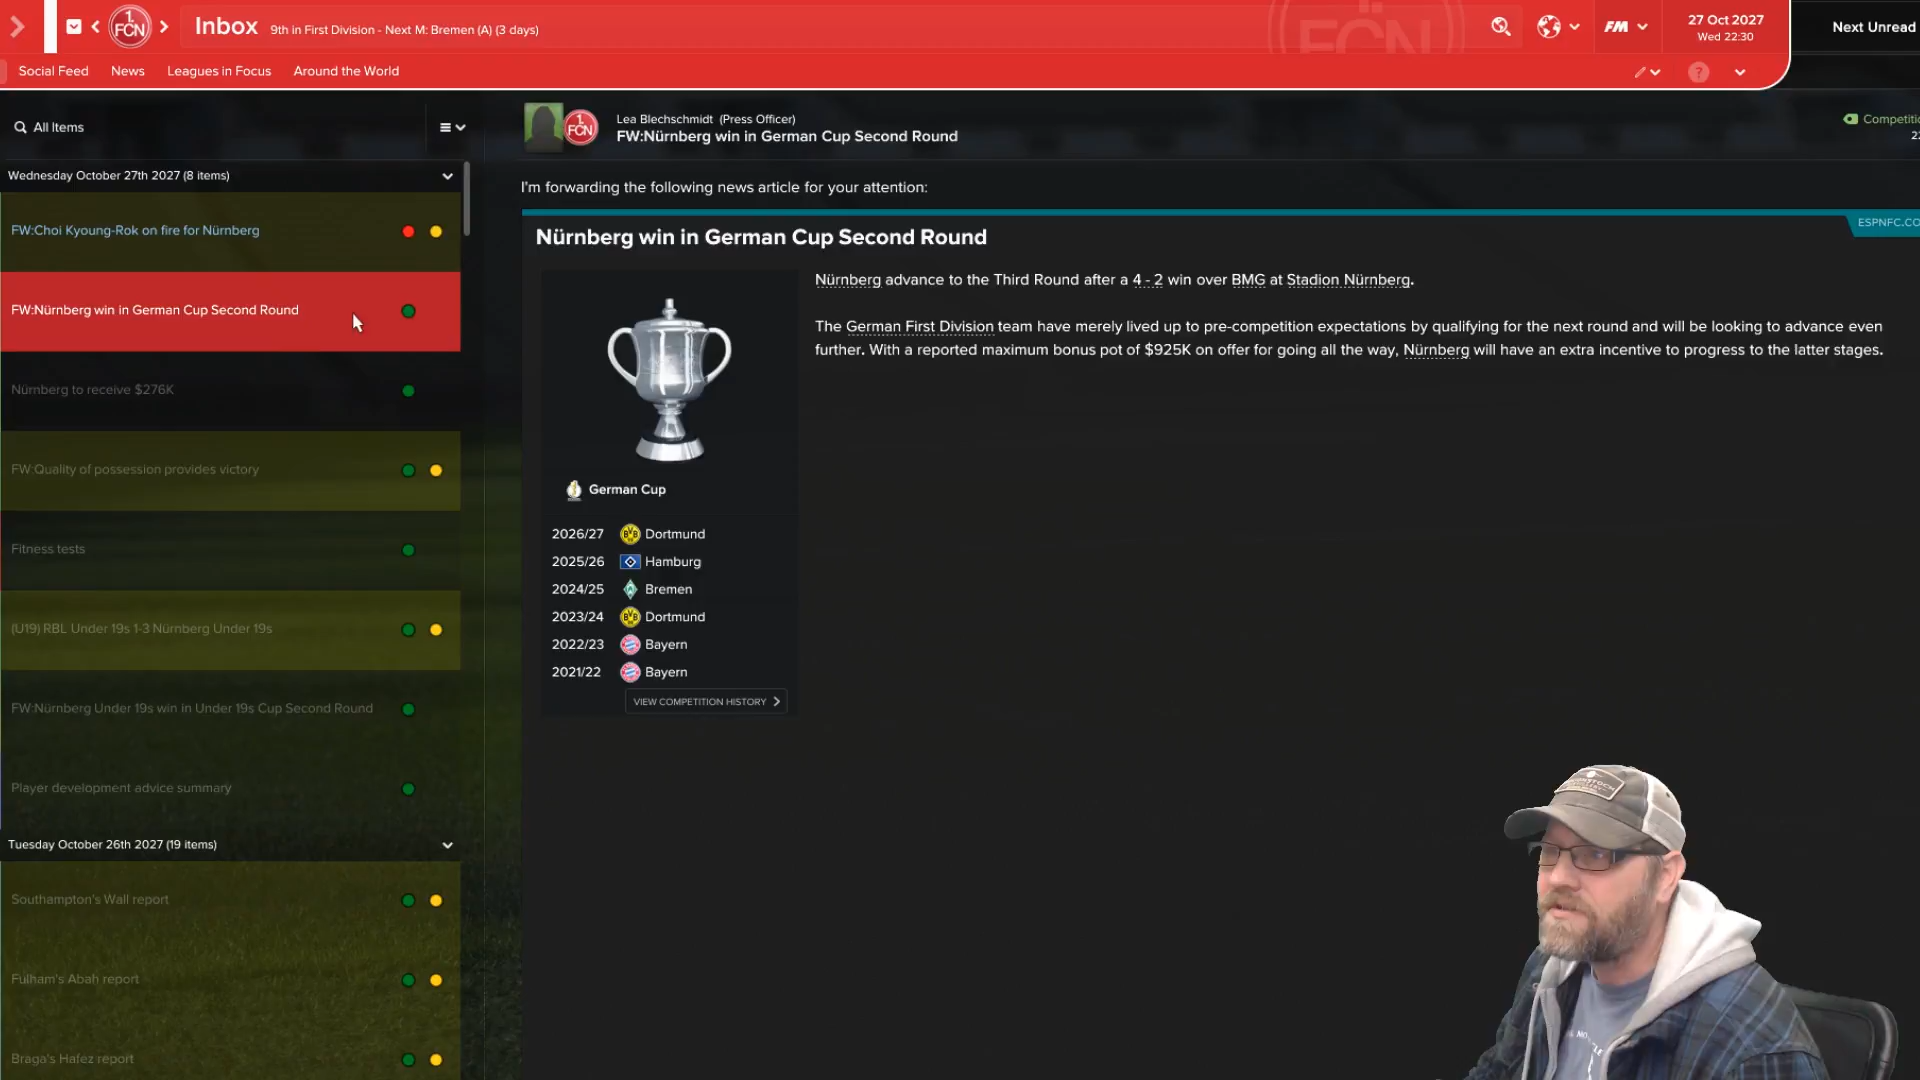 Inbox
9th in First Division - Next M: Bremen (A) (3 days)
FM
27 Oct 2027
Wed 22:30
Next Unread
Social Feed
News
Leagues in Focus
Around the World
?
All Items
Wednesday October 27th 2027 (8 items)
FW:Choi Kyoung-Rok on fire for Nürnberg
FW:Nürnberg win in German Cup Second Round
Nürnberg to receive $276K
FW:Quality of possession provides victory
Fitness tests
(U19) RBL Under 19s 1-3 Nürnberg Under 19s
FW:Nürnberg Under 19s win in Under 19s Cup Second Round
Player development advice summary
Tuesday October 26th 2027 (19 items)
Southampton's Wall report
Fulham's Abah report
Braga's Hafez report
1.
FCN
Lea Blechschmidt (Press Officer)
FW:Nürnberg win in German Cup Second Round
Competitio
22
I'm forwarding the following news article for your attention:
ESPNFC.CO
Nürnberg win in German Cup Second Round
Nürnberg advance to the Third Round after a 4 - 2 win over BMG at Stadion Nürnberg.
The German First Division team have merely lived up to pre-competition expectations by qualifying for the next round and will be looking to advance even
further. With a reported maximum bonus pot of $925K on offer for going all the way, Nürnberg will have an extra incentive to progress to the latter stages.
German Cup
2026/27 BVB Dortmund
2025/26 Hamburg
2024/25 Bremen
2023/24 BVB Dortmund
2022/23 Bayern
2021/22 Bayern
VIEW COMPETITION HISTORY